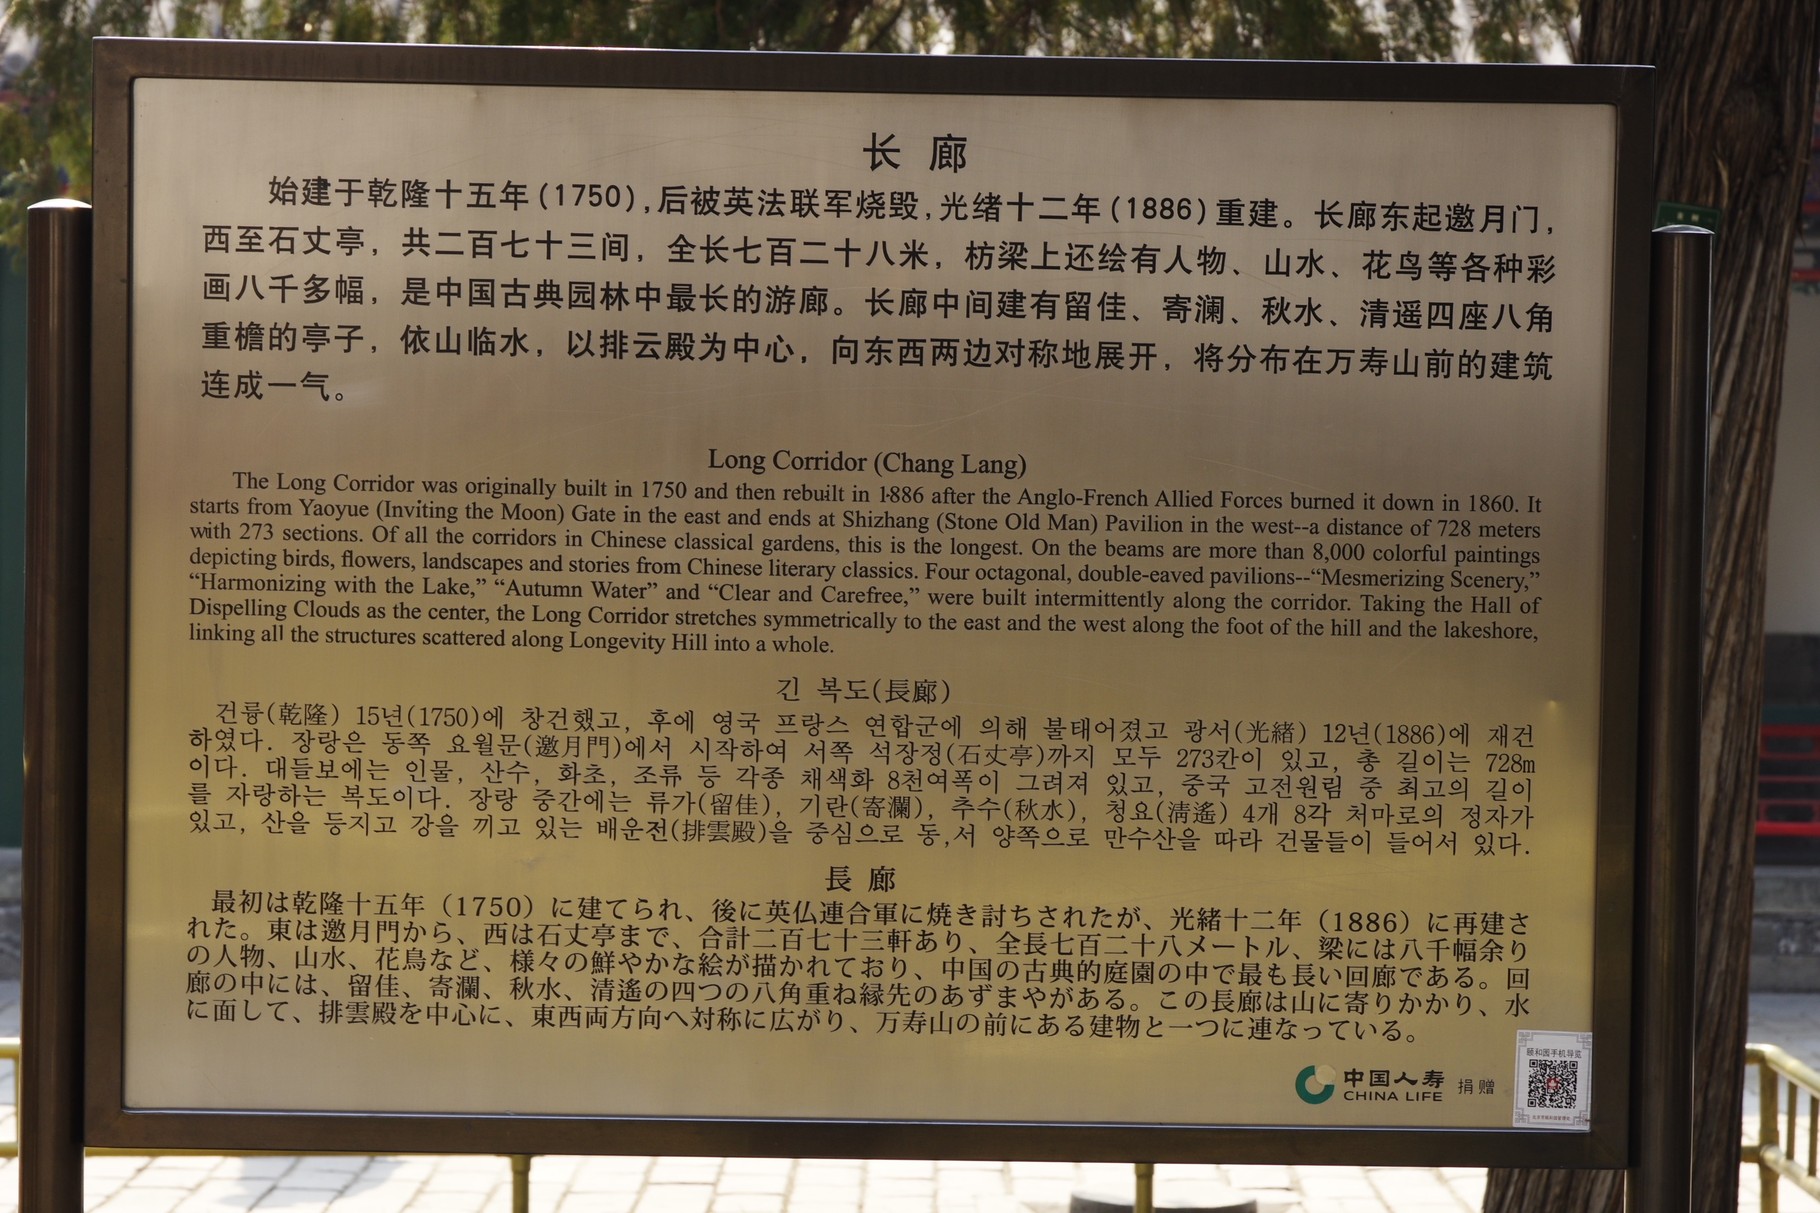 长廊
始建于乾隆十五年(1750),后被英法联军烧毁,光绪十二年(1886)重建。长廊东起邀月门,
西至石丈亭，共二百七十三间，全长七百二十八米，枋梁上还绘有人物、山水、花鸟等各种彩
画八千多幅，是中国古典园林中最长的游廊。长廊中间建有留佳、寄澜、秋水、清遥四座八角
重檐的亭子，依山临水，以排云殿为中心，向东西两边对称地展开，将分布在万寿山前的建筑
连成一气。
Long Corridor (Chang Lang)
The Long Corridor was originally built in 1750 and then rebuilt in 1886 after the Anglo-French Allied Forces burned it down in 1860. It
starts from Yaoyue (Inviting the Moon) Gate in the east and ends at Shizhang (Stone Old Man) Pavilion in the west--a distance of 728 meters
with 273 sections. Of all the corridors in Chinese classical gardens, this is the longest. On the beams are more than 8,000 colorful paintings
depicting birds, flowers, landscapes and stories from Chinese literary classics. Four octagonal, double-eaved pavilions--“Mesmerizing Scenery,”
“Harmonizing with the Lake,” “Autumn Water” and “Clear and Carefree,” were built intermittently along the corridor. Taking the Hall of
Dispelling Clouds as the center, the Long Corridor stretches symmetrically to the east and the west along the foot of the hill and the lakeshore,
linking all the structures scattered along Longevity Hill into a whole.
긴 복도(長廊)
건륭(乾隆) 15년(1750)에 창건했고, 후에 영국 프랑스 연합군에 의해 불태어졌고 광서(光緒) 12년(1886)에 재건
하였다. 장랑은 동쪽 요월문(邀月門)에서 시작하여 서쪽 석장정(石丈亭)까지 모두 273칸이 있고, 총 길이는 728m
이다. 대들보에는 인물, 산수, 화초, 조류 등 각종 채색화 8천여폭이 그려져 있고, 중국 고전원림 중 최고의 길이
를 자랑하는 복도이다. 장랑 중간에는 류가(留佳), 기란(寄瀾), 추수(秋水), 청요(淸遙) 4개 8각 처마로의 정자가
있고, 산을 등지고 강을 끼고 있는 배운전(排雲殿)을 중심으로 동,서 양쪽으로 만수산을 따라 건물들이 들어서 있다.
長廊
最初は乾隆十五年（1750）に建てられ、後に英仏連合軍に焼き討ちされたが、光緒十二年（1886）に再建さ
れた。東は邀月門から、西は石丈亭まで、合計二百七十三軒あり、全長七百二十八メートル、梁には八千幅余り
の人物、山水、花鳥など、様々の鮮やかな絵が描かれており、中国の古典的庭園の中で最も長い回廊である。回
廊の中には、留佳、寄瀾、秋水、清遙の四つの八角重ね縁先のあずまやがある。この長廊は山に寄りかかり、水
に面して、排雲殿を中心に、東西両方向へ対称に広がり、万寿山の前にある建物と一つに連なっている。
中国人寿 捐赠
CHINA LIFE
颐和园手机导览